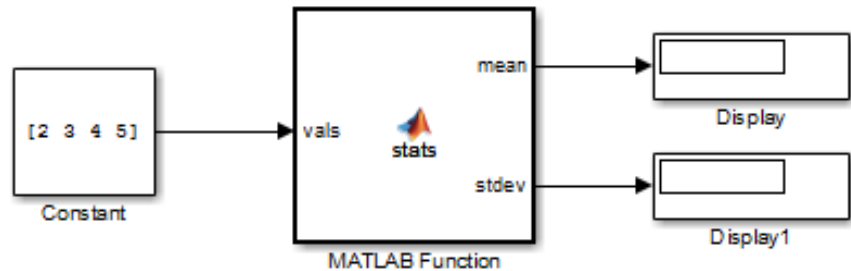 [2 3 4 5]
Constant
vals
stats
mean
stdev
MATLAB Function
Display
Display1